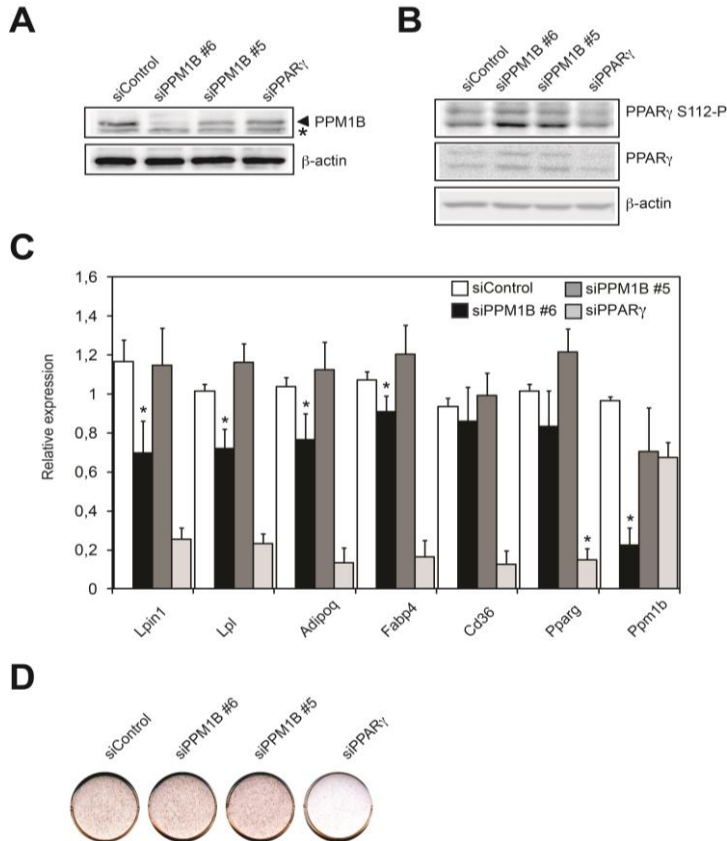 A
siControl
siPPM1B #6
siPPM1B #5
siPPARγ
◄ PPM1B
*
β-actin
B
siControl
siPPM1B #6
siPPM1B #5
siPPARγ
PPARγ S112-P
PPARγ
β-actin
C
1,6
1,4
1,2
1
0,8
0,6
0,4
0,2
0
Relative expression
siControl
siPPM1B #5
siPPM1B #6
siPPARγ
*
*
*
*
*
*
Lpin1
Lpl
Adipoq
Fabp4
Cd36
Pparg
Ppm1b
D
siControl
siPPM1B #6
siPPM1B #5
siPPARγ